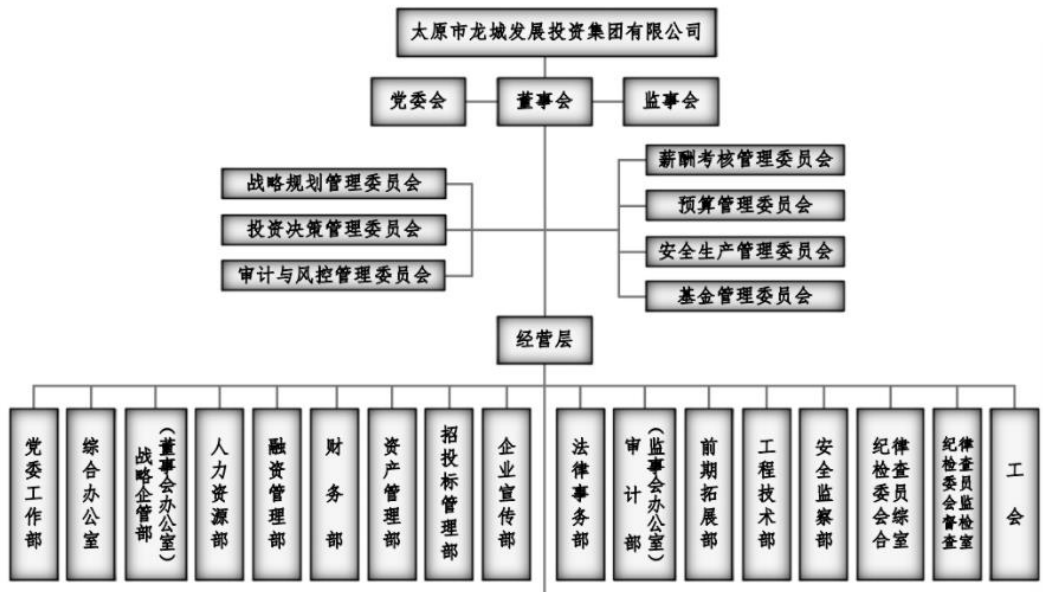 太原市龙城发展投资集团有限公司
党委会
董事会
监事会
战略规划管理委员会
投资决策管理委员会
审计与风控管理委员会
薪酬考核管理委员会
预算管理委员会
安全生产管理委员会
基金管理委员会
经营层
党委工作部
综合办公室
战略企管部
（董事会办公室）
人力资源部
融资管理部
财务部
资产管理部
招投标管理部
企业宣传部
法律事务部
审计部
（监事会办公室）
前期拓展部
工程技术部
安全监察部
纪律检查委员会综合室
纪律检查委员会监督检查室
工会